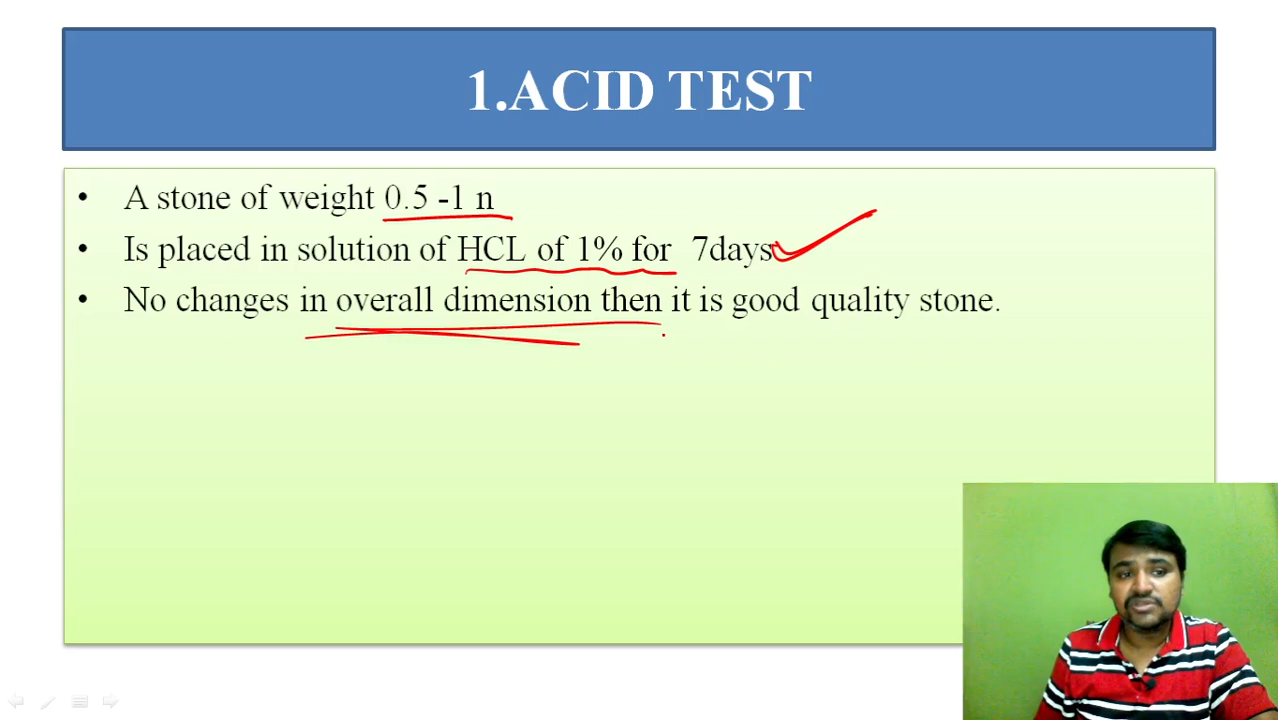 1.ACID TEST
• A stone of weight 0.5 -1 n
• Is placed in solution of HCL of 1% for 7days
• No changes in overall dimension then it is good quality stone.